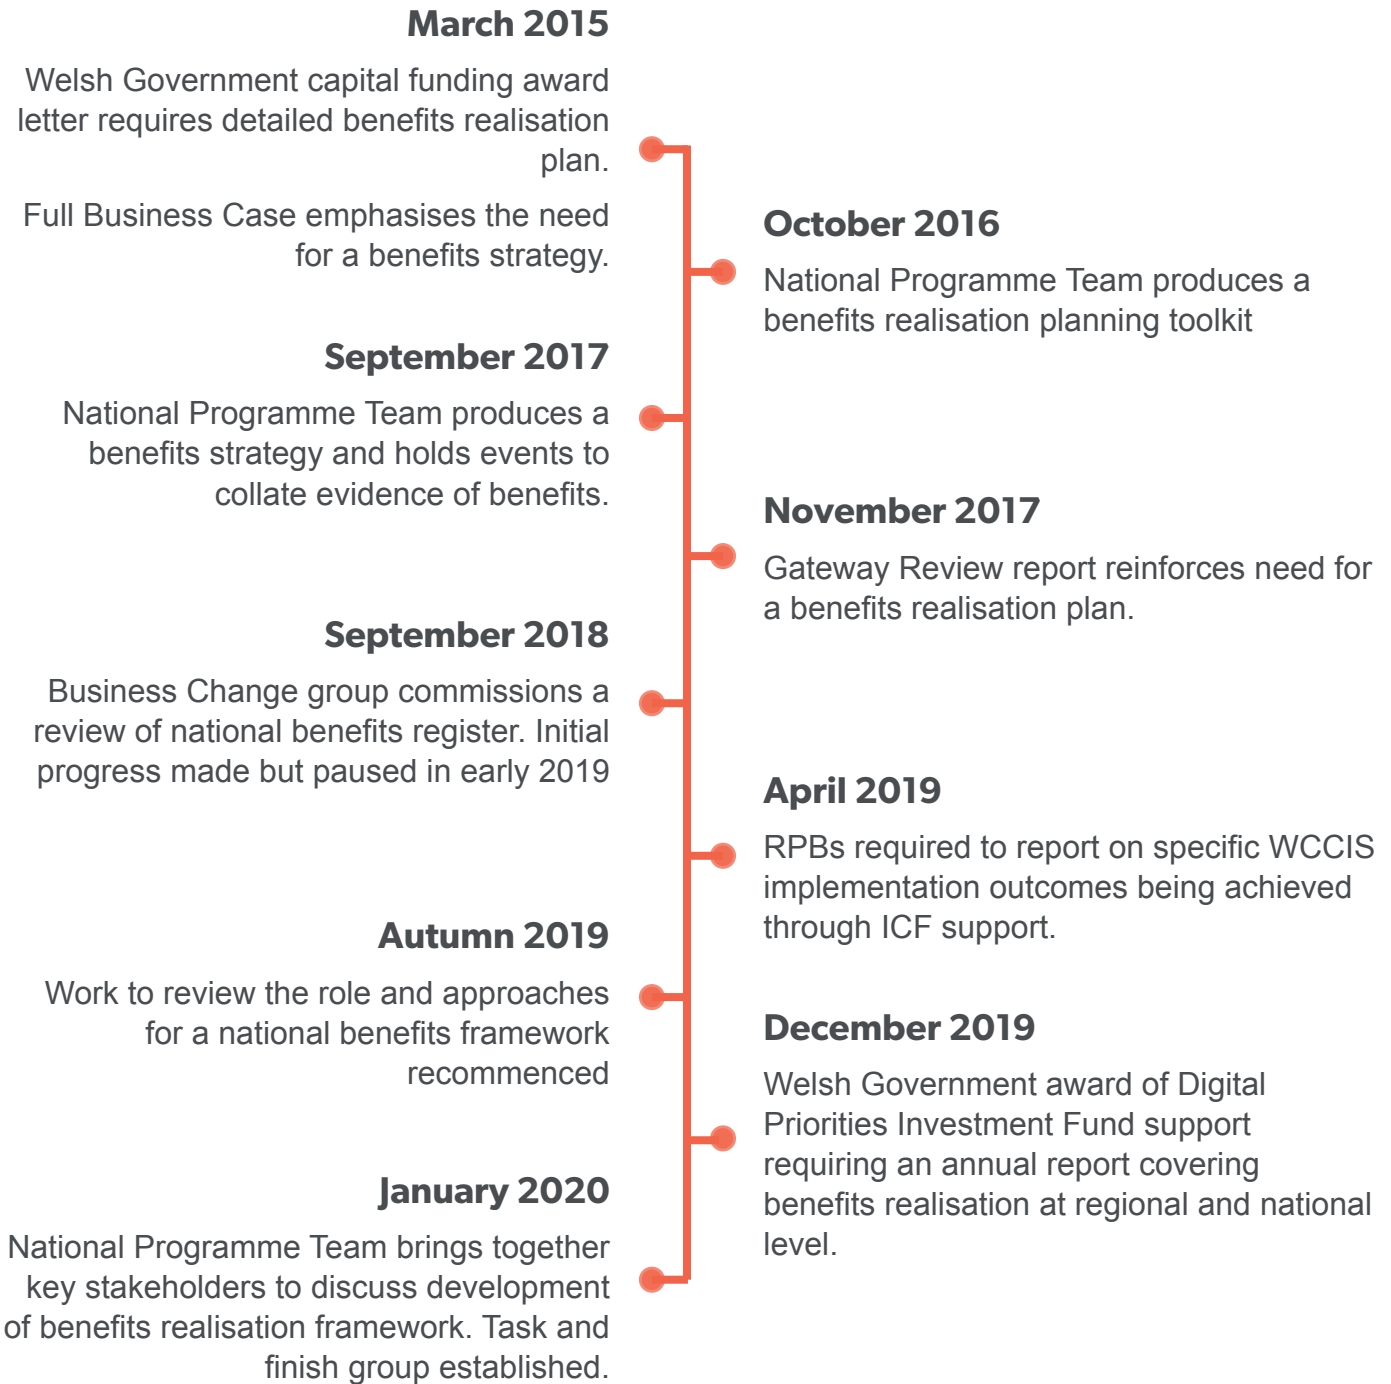 March 2015
Welsh Government capital funding award
letter requires detailed benefits realisation
plan.
Full Business Case emphasises the need
for a benefits strategy.
October 2016
National Programme Team produces a
benefits realisation planning toolkit
September 2017
National Programme Team produces a
benefits strategy and holds events to
collate evidence of benefits.
November 2017
Gateway Review report reinforces need for
a benefits realisation plan.
September 2018
Business Change group commissions a
review of national benefits register. Initial
progress made but paused in early 2019
April 2019
RPBs required to report on specific WCCIS
implementation outcomes being achieved
through ICF support.
Autumn 2019
Work to review the role and approaches
for a national benefits framework
recommenced
December 2019
Welsh Government award of Digital
Priorities Investment Fund support
requiring an annual report covering
benefits realisation at regional and national
level.
January 2020
National Programme Team brings together
key stakeholders to discuss development
of benefits realisation framework. Task and
finish group established.